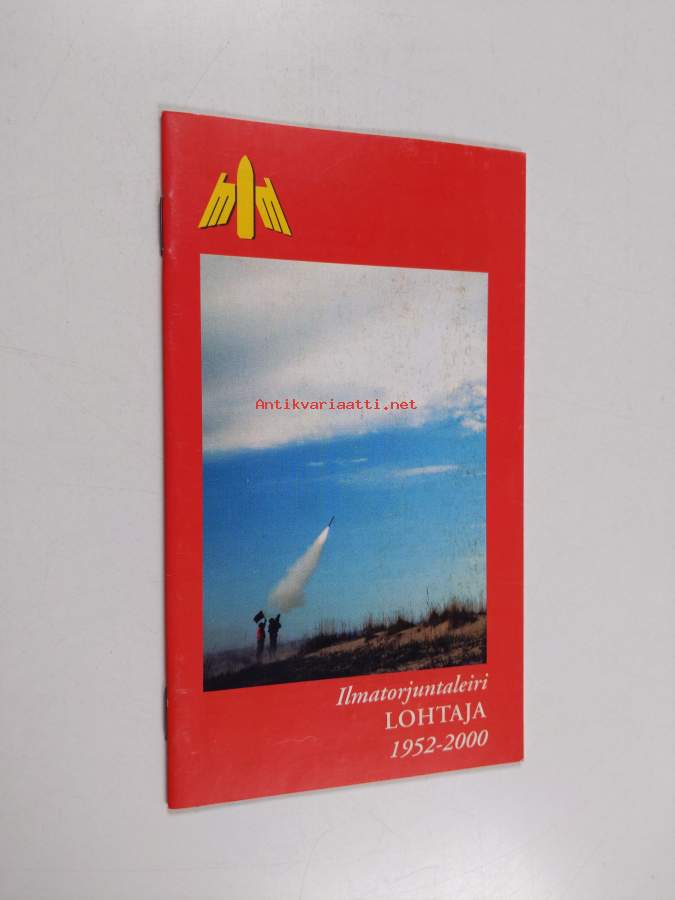 Antikvariaatti.net
Ilmatorjuntaleiri
LOHTAJA
1952-2000